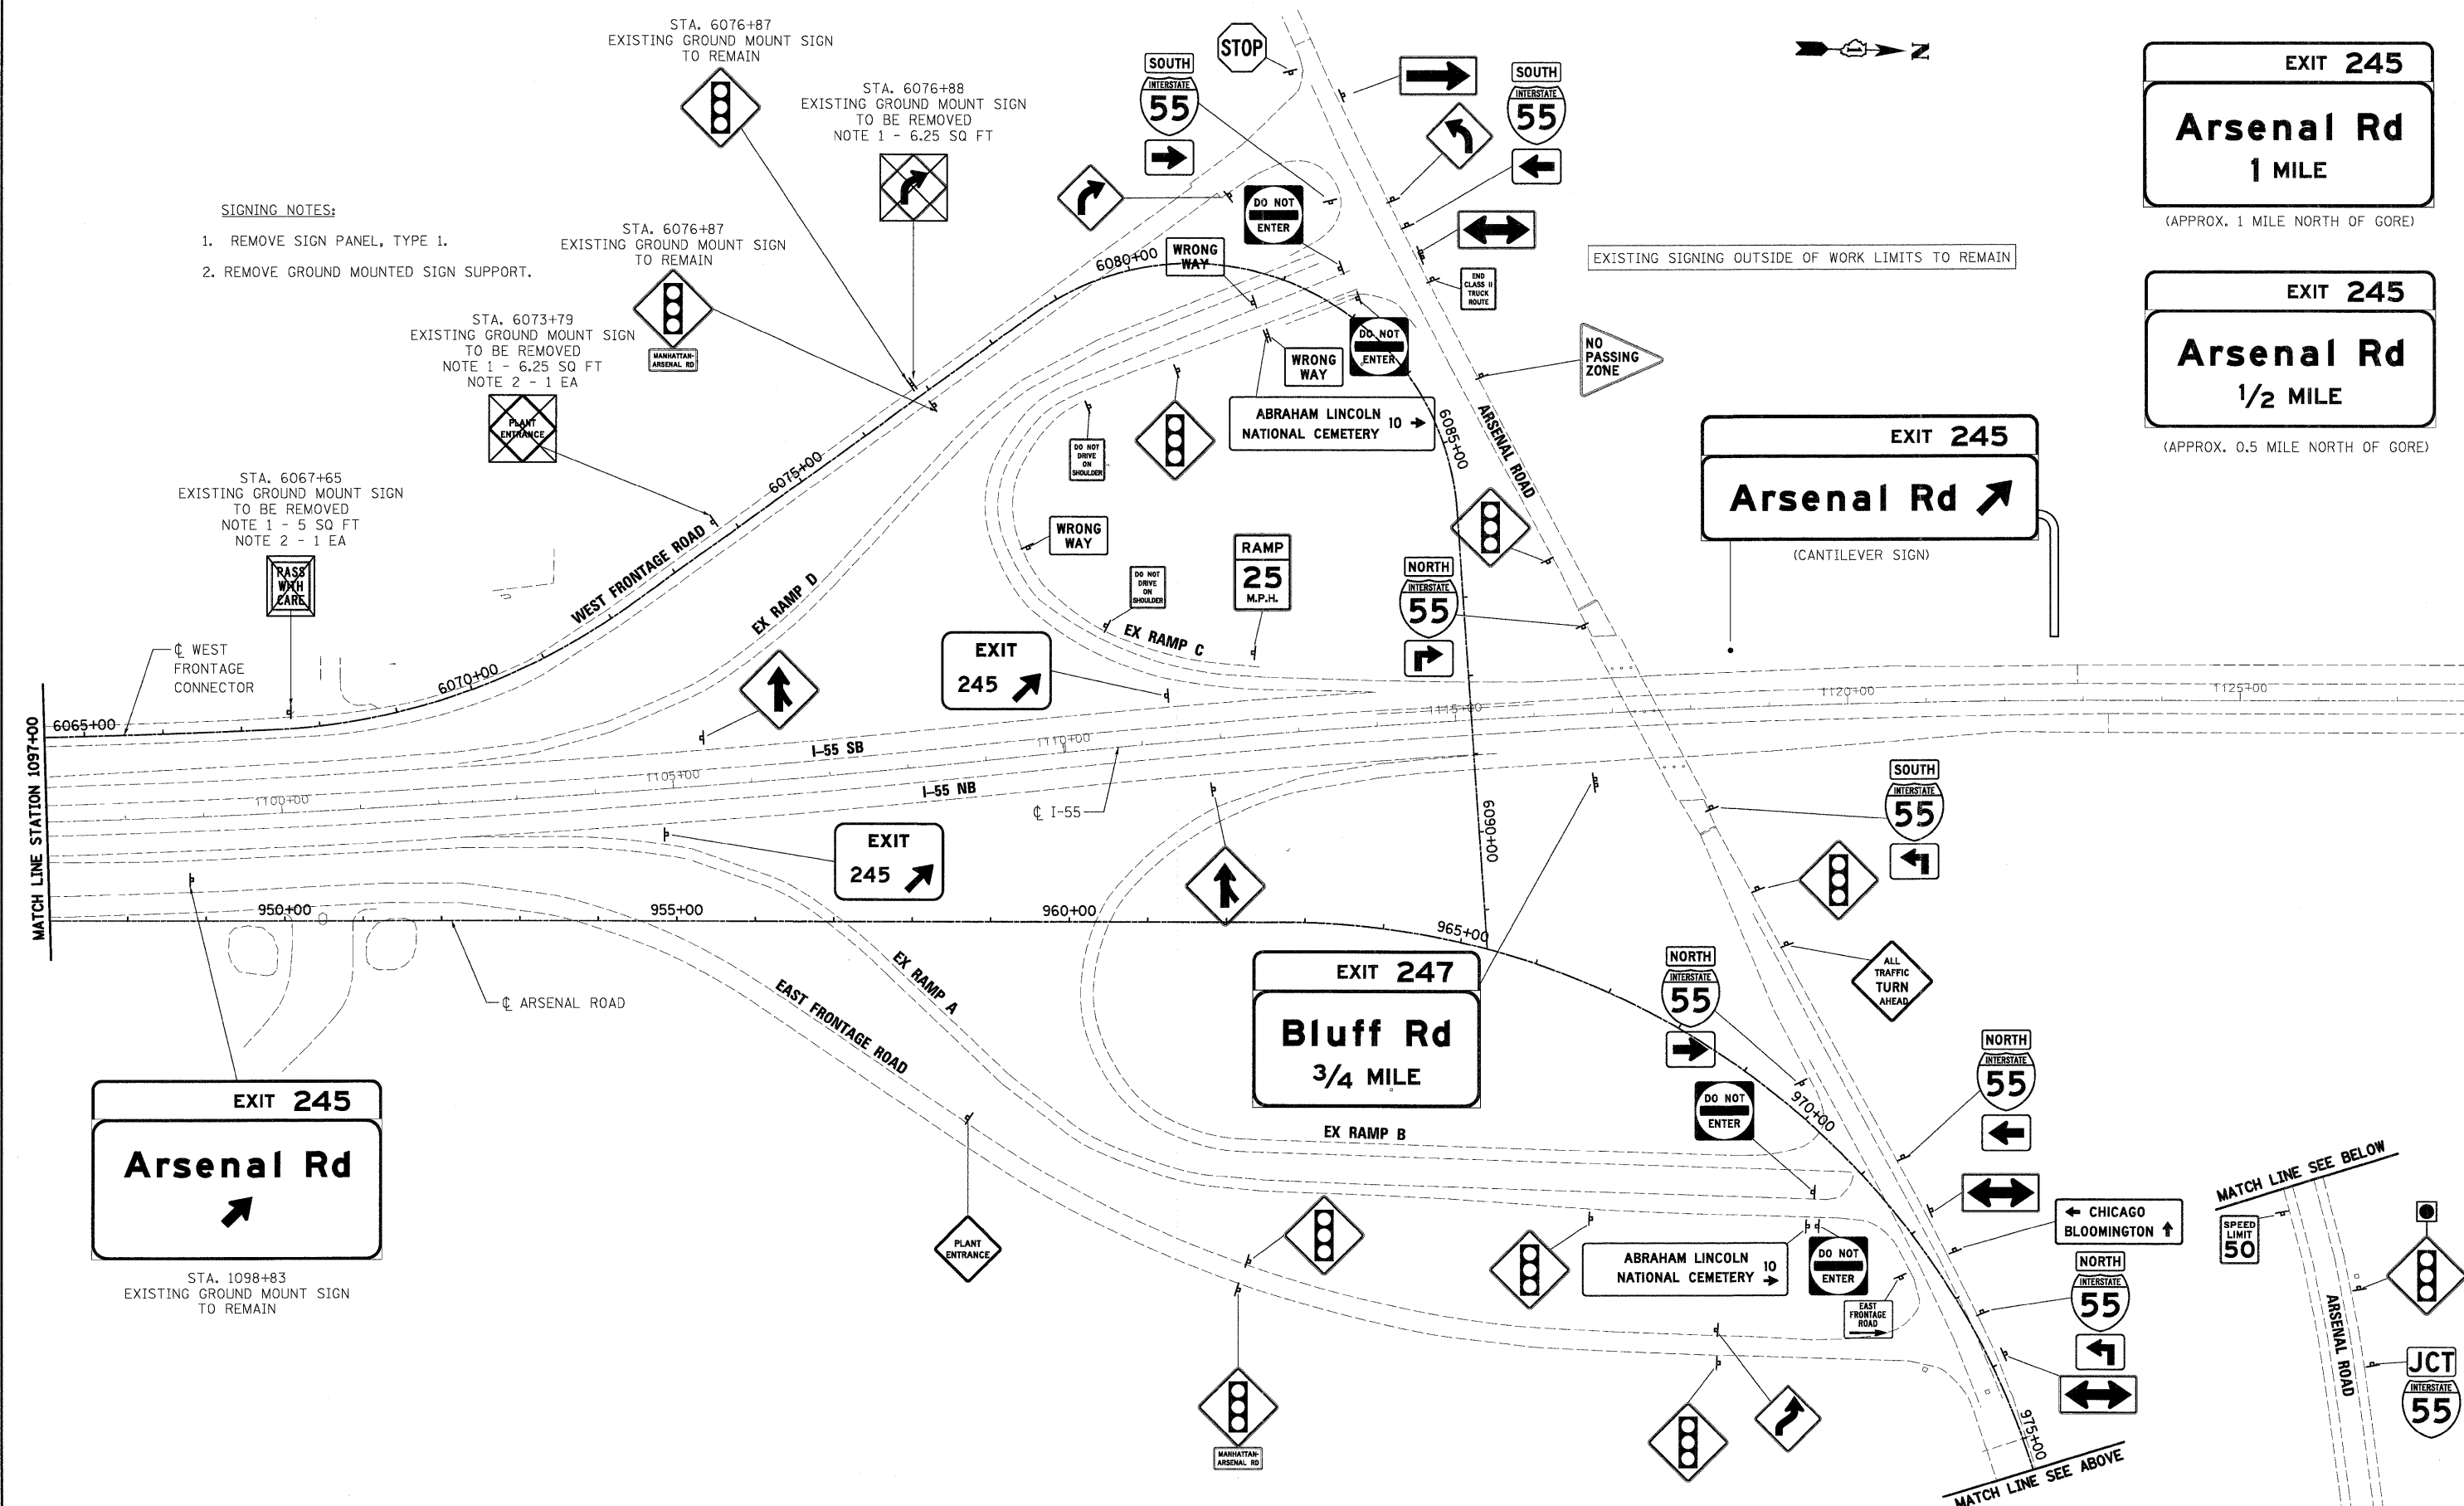 STA. 6076+87
EXISTING GROUND MOUNT SIGN
TO REMAIN
STA. 6076+88
EXISTING GROUND MOUNT SIGN
TO BE REMOVED
NOTE 1 - 6.25 SQ FT
SIGNING NOTES:
1. REMOVE SIGN PANEL, TYPE 1.
2. REMOVE GROUND MOUNTED SIGN SUPPORT.
STA. 6076+87
EXISTING GROUND MOUNT SIGN
TO REMAIN
MANHATTAN-
ARSENAL RD
STA. 6073+79
EXISTING GROUND MOUNT SIGN
TO BE REMOVED
NOTE 1 - 6.25 SQ FT
NOTE 2 - 1 EA
PLANT
ENTRANCE
STA. 6067+65
EXISTING GROUND MOUNT SIGN
TO BE REMOVED
NOTE 1 - 5 SQ FT
NOTE 2 - 1 EA
PASS
WITH
CARE
℄ WEST
FRONTAGE
CONNECTOR
STOP
SOUTH
INTERSTATE
55
SOUTH
INTERSTATE
55
N
EXIT 245
Arsenal Rd
1 MILE
(APPROX. 1 MILE NORTH OF GORE)
EXISTING SIGNING OUTSIDE OF WORK LIMITS TO REMAIN
EXIT 245
Arsenal Rd
1/2 MILE
(APPROX. 0.5 MILE NORTH OF GORE)
DO NOT
ENTER
WRONG
WAY
END
CLASS II
TRUCK
ROUTE
DO NOT
ENTER
WRONG
WAY
NO
PASSING
ZONE
ABRAHAM LINCOLN
NATIONAL CEMETERY 10
DO NOT
DRIVE
ON
SHOULDER
WRONG
WAY
DO NOT
DRIVE
ON
SHOULDER
RAMP
25
M.P.H.
NORTH
INTERSTATE
55
EXIT 245
Arsenal Rd
(CANTILEVER SIGN)
6065+00
6070+00
6075+00
6080+00
6085+00
6090+00
WEST FRONTAGE ROAD
EX RAMP D
EX RAMP C
ARSENAL ROAD
EXIT
245
MATCH LINE STATION 1097+00
I-55 SB
I-55 NB
℄ I-55
1100+00
1105+00
1110+00
1115+00
1120+00
1125+00
EXIT
245
SOUTH
INTERSTATE
55
950+00
955+00
960+00
965+00
970+00
975+00
℄ ARSENAL ROAD
EX RAMP A
EAST FRONTAGE ROAD
EX RAMP B
EXIT 247
Bluff Rd
3/4 MILE
NORTH
INTERSTATE
55
DO NOT
ENTER
ALL
TRAFFIC
TURN
AHEAD
NORTH
INTERSTATE
55
EXIT 245
Arsenal Rd
STA. 1098+83
EXISTING GROUND MOUNT SIGN
TO REMAIN
PLANT
ENTRANCE
MANHATTAN-
ARSENAL RD
ABRAHAM LINCOLN
NATIONAL CEMETERY 10
DO NOT
ENTER
EAST
FRONTAGE
ROAD
CHICAGO
BLOOMINGTON
NORTH
INTERSTATE
55
MATCH LINE SEE ABOVE
MATCH LINE SEE BELOW
SPEED
LIMIT
50
ARSENAL ROAD
JCT
INTERSTATE
55